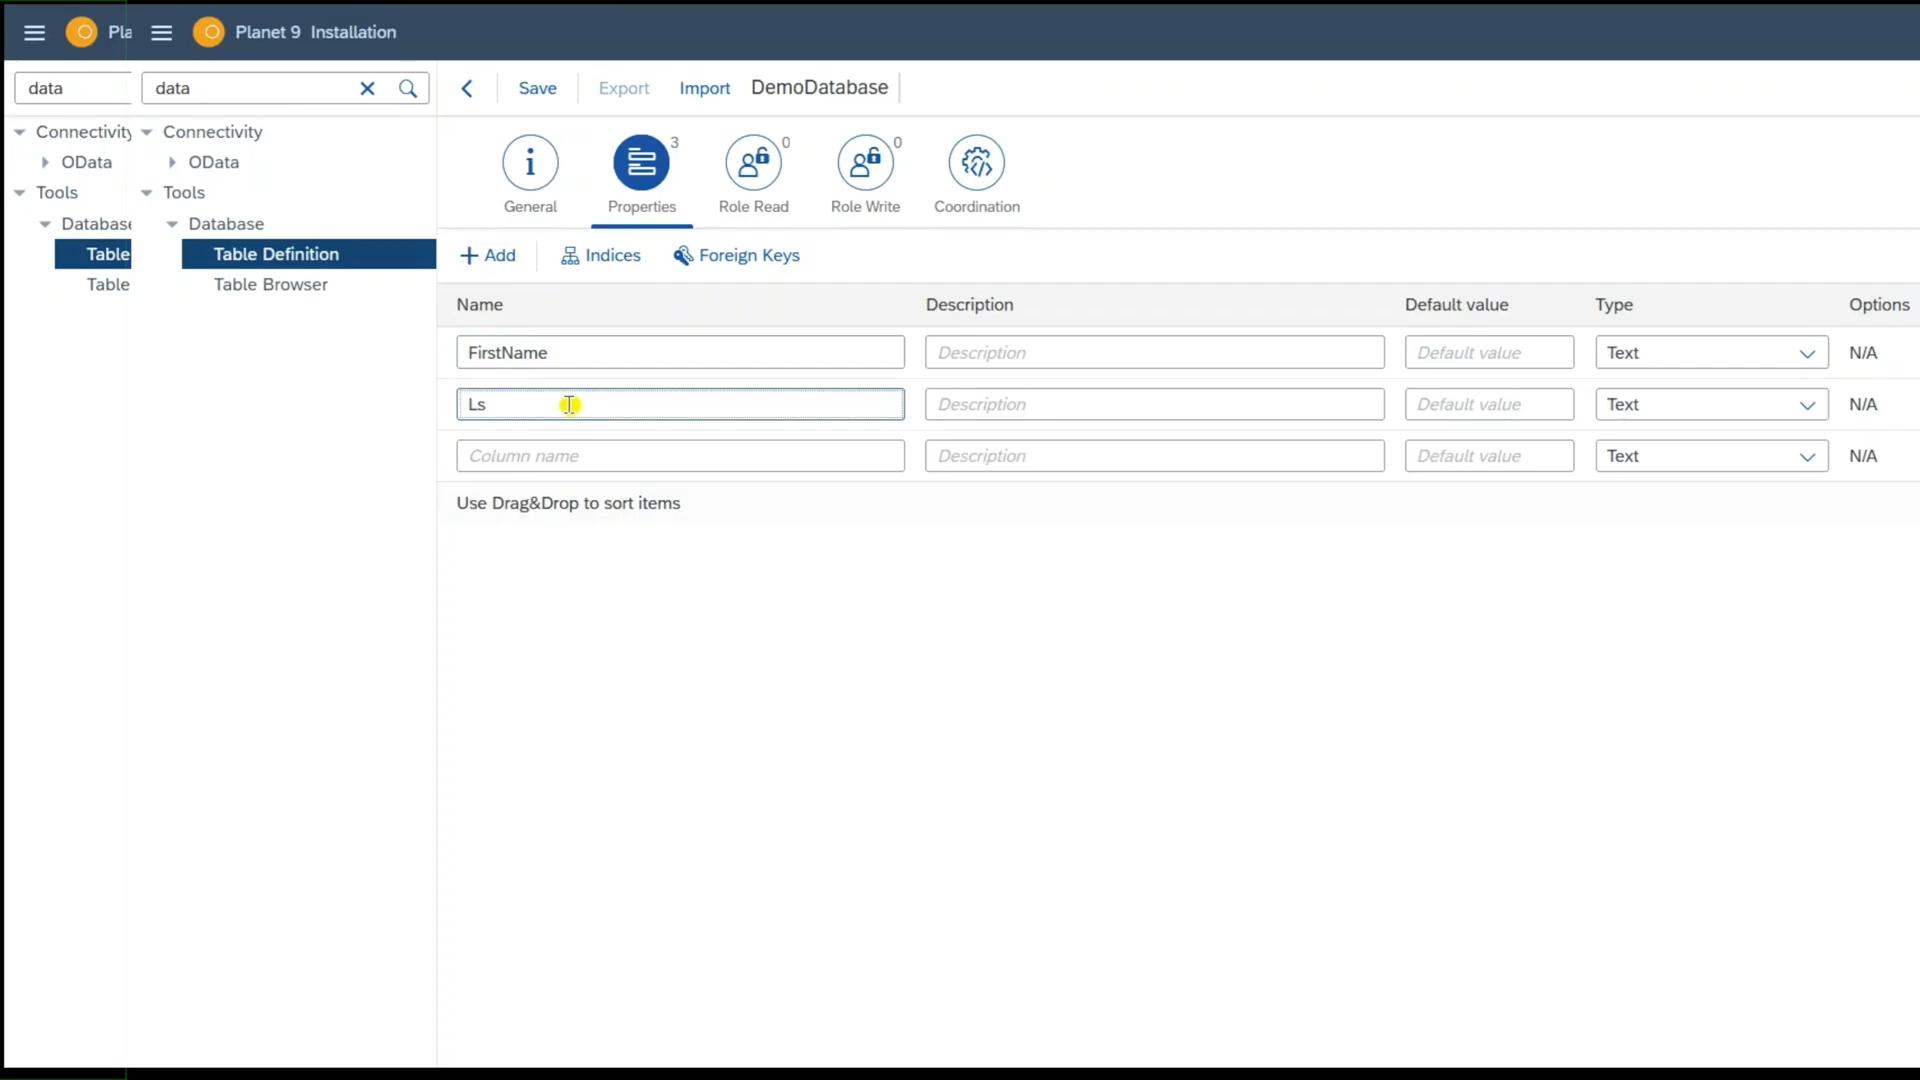 Pla
Planet 9 Installation
data
data
Save
Export
Import
DemoDatabase
Connectivity
Connectivity
OData
OData
Tools
Tools
Database
Database
Table
Table Definition
Table
Table Browser
General
3
Properties
0
Role Read
0
Role Write
Coordination
Add
Indices
Foreign Keys
Name Description Default value Type Options
FirstName Description Default value Text N/A
Ls Description Default value Text N/A
Column name Description Default value Text N/A
Use Drag&Drop to sort items